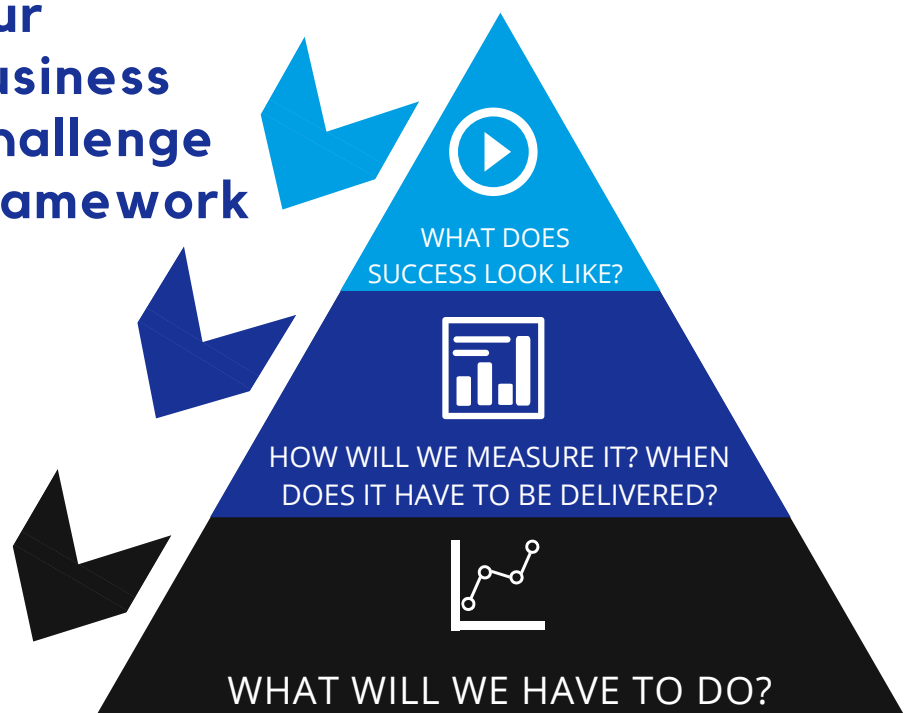 ur
usiness
hallenge
amework
WHAT DOES
SUCCESS LOOK LIKE?
HOW WILL WE MEASURE IT? WHEN
DOES IT HAVE TO BE DELIVERED?
WHAT WILL WE HAVE TO DO?